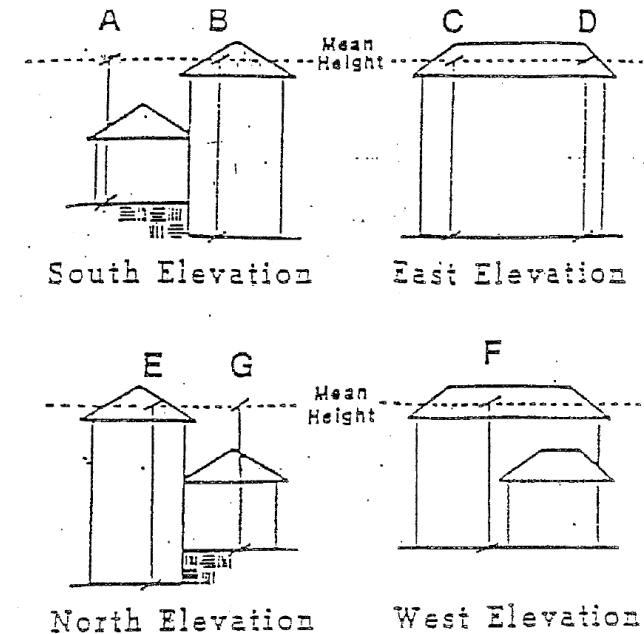 A B C D
Mean
Height
South Elevation East Elevation
E G F
Mean
Height
North Elevation West Elevation